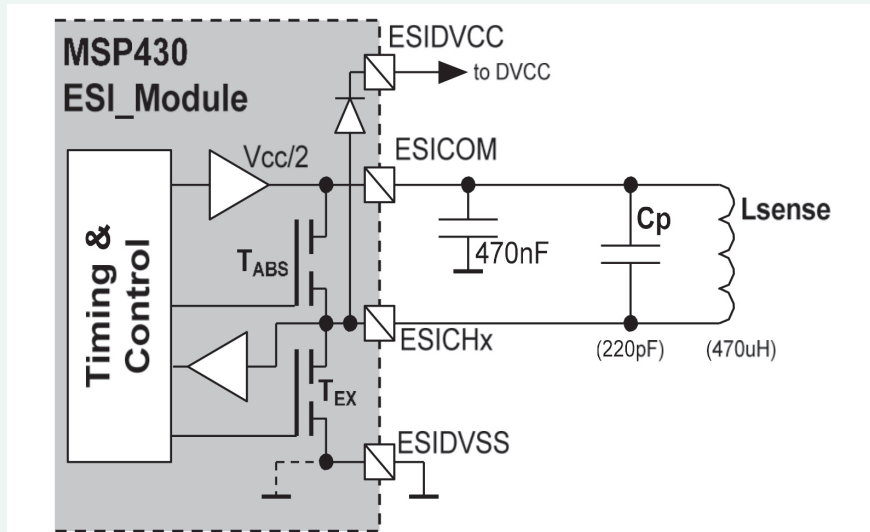 MSP430
ESI_Module
ESIDVCC
to DVCC
Vcc/2
ESICOM
Timing &
Control
TABS
470nF
Cp
Lsense
ESICHx
(220pF)
(470uH)
TEX
ESIDVSS